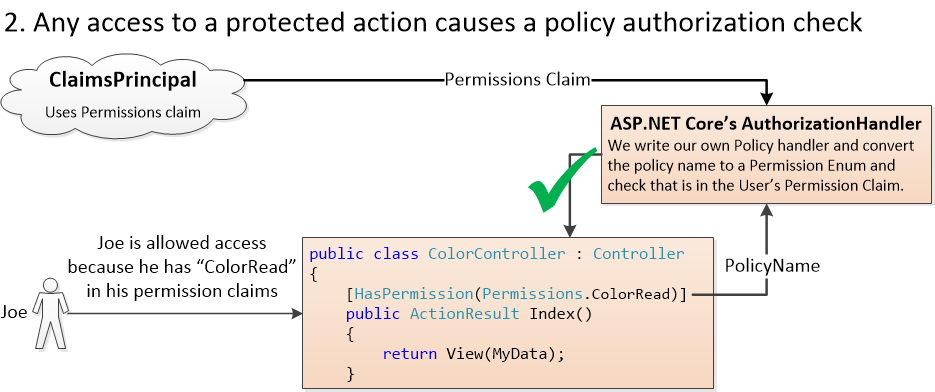 2. Any access to a protected action causes a policy authorization check
ClaimsPrincipal
Uses Permissions claim
Permissions Claim
ASP.NET Core’s AuthorizationHandler
We write our own Policy handler and convert
the policy name to a Permission Enum and
check that is in the User’s Permission Claim.
Joe is allowed access
because he has “ColorRead”
in his permission claims
Joe
public class ColorController : Controller
{
[HasPermission(Permissions.ColorRead)]
public ActionResult Index()
{
return View(MyData);
}
PolicyName